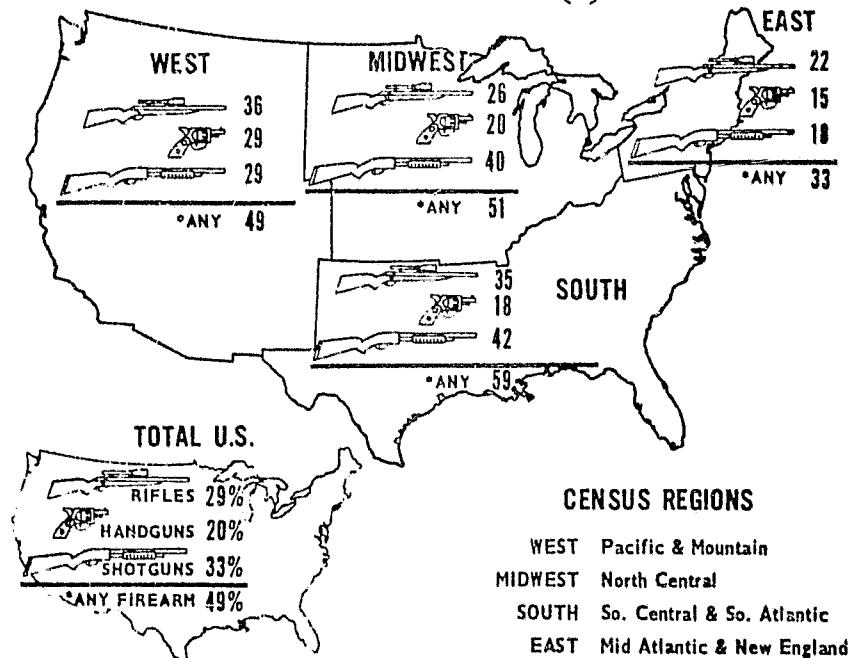 EAST
22
15
18
*ANY 33
WEST
36
29
29
*ANY 49
MIDWEST
26
20
40
*ANY 51
SOUTH
35
18
42
*ANY 59
TOTAL U.S.
RIFLES 29%
HANDGUNS 20%
SHOTGUNS 33%
*ANY FIREARM 49%
CENSUS REGIONS
WEST Pacific & Mountain
MIDWEST North Central
SOUTH So. Central & So. Atlantic
EAST Mid Atlantic & New England